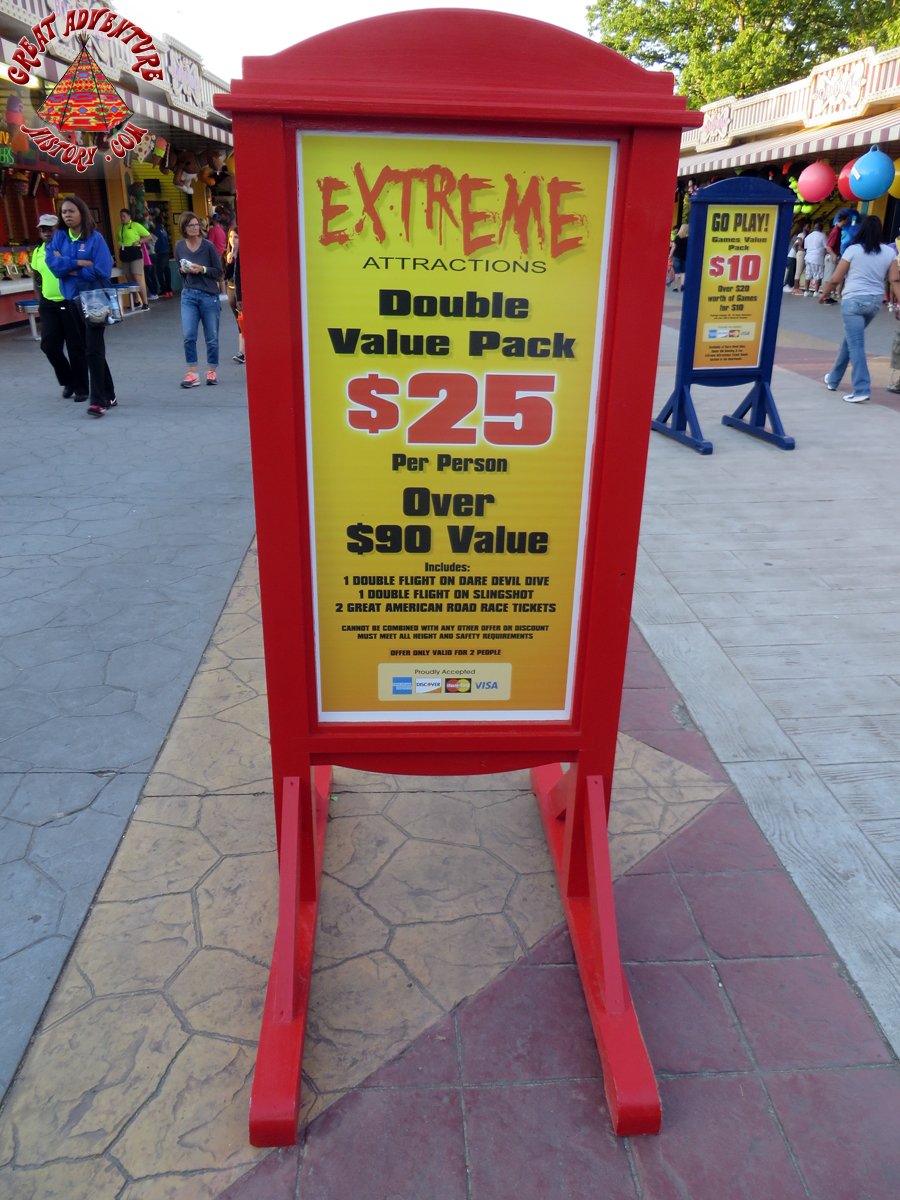 GREAT ADVENTURE
HISTORY.COM
EXTREME
ATTRACTIONS
Double
Value Pack
$25
Per Person
Over
$90 Value
Includes:
1 DOUBLE FLIGHT ON DARE DEVIL DIVE
1 DOUBLE FLIGHT ON SLINGSHOT
2 GREAT AMERICAN ROAD RACE TICKETS
CANNOT BE COMBINED WITH ANY OTHER OFFER OR DISCOUNT
MUST MEET ALL HEIGHT AND SAFETY REQUIREMENTS
OFFER ONLY VALID FOR 2 PEOPLE
Proudly Accepted
DISCOVER
MasterCard
VISA
GO PLAY!
Games Value
Pack
$10
Over $20
worth of Games
for $10
VISA